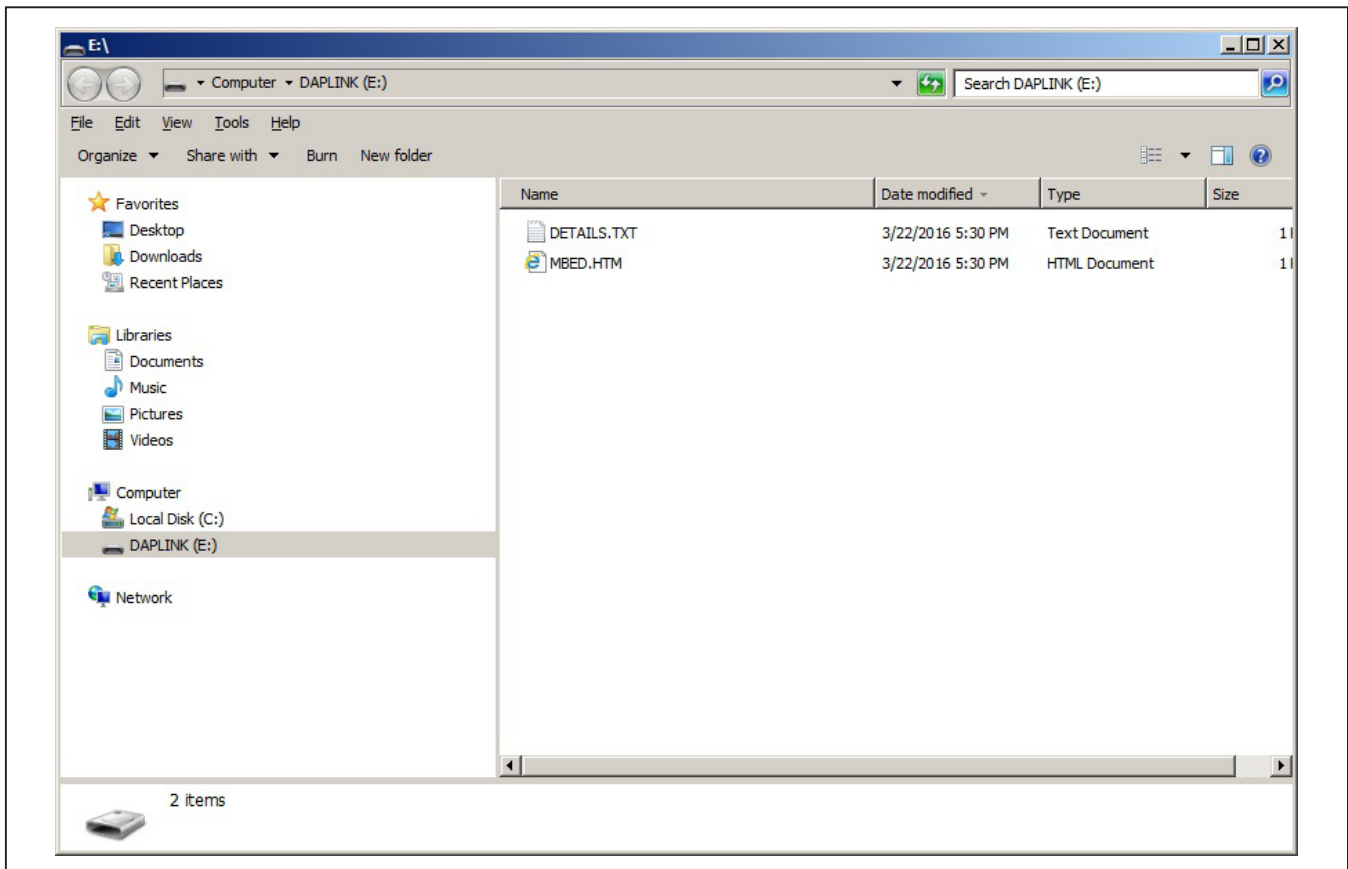 E:\
Computer DAPLINK (E:) Search DAPLINK (E:)
File Edit View Tools Help
Organize Share with Burn New folder
Favorites
Desktop
Downloads
Recent Places
Libraries
Documents
Music
Pictures
Videos
Computer
Local Disk (C:)
DAPLINK (E:)
Network
Name Date modified Type Size
DETAILS.TXT 3/22/2016 5:30 PM Text Document 1
MBED.HTM 3/22/2016 5:30 PM HTML Document 1
2 items